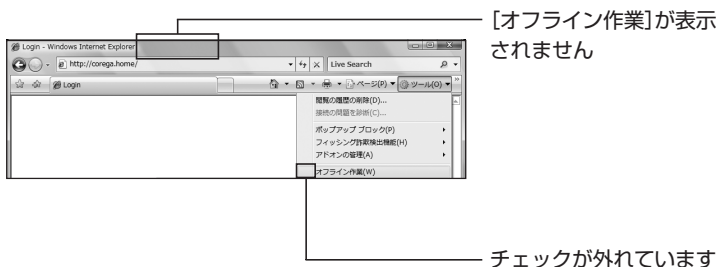 [オフライン作業]が表示
されません
Login - Windows Internet Explorer
http://corega.home/
Live Search
Login
ページ(P)
ツール(O)
閲覧の履歴の削除(D)...
接続の問題を診断(C)...
ポップアップ ブロック(P)
フィッシング詐欺検出機能(H)
アドオンの管理(A)
オフライン作業(W)
チェックが外れています